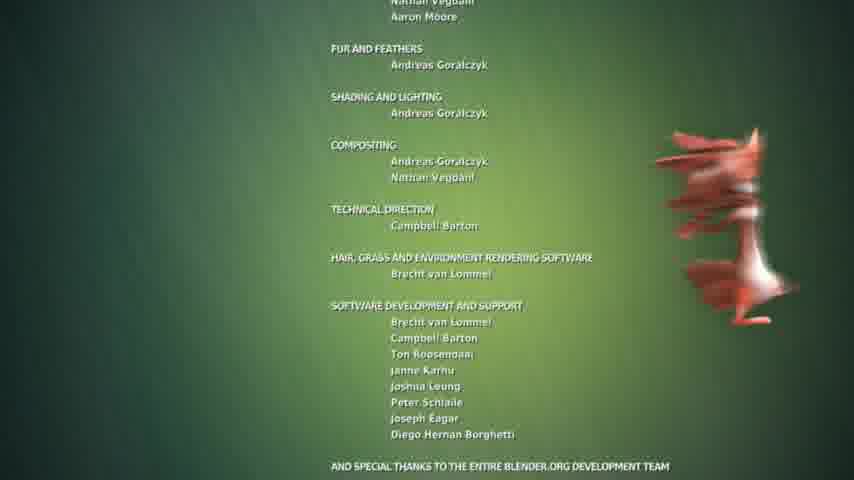 Nathan Vegdahl
Aaron Moore
FUR AND FEATHERS
Andreas Goralczyk
SHADING AND LIGHTING
Andreas Goralczyk
COMPOSITING
Andreas Goralczyk
Nathan Vegdahl
TECHNICAL DIRECTION
Campbell Barton
HAIR, GRASS AND ENVIRONMENT RENDERING SOFTWARE
Brecht van Lommel
SOFTWARE DEVELOPMENT AND SUPPORT
Brecht van Lommel
Campbell Barton
Ton Roosendaal
Janne Karhu
Joshua Leung
Peter Schlaile
Joseph Eagar
Diego Hernan Borghetti
AND SPECIAL THANKS TO THE ENTIRE BLENDER.ORG DEVELOPMENT TEAM